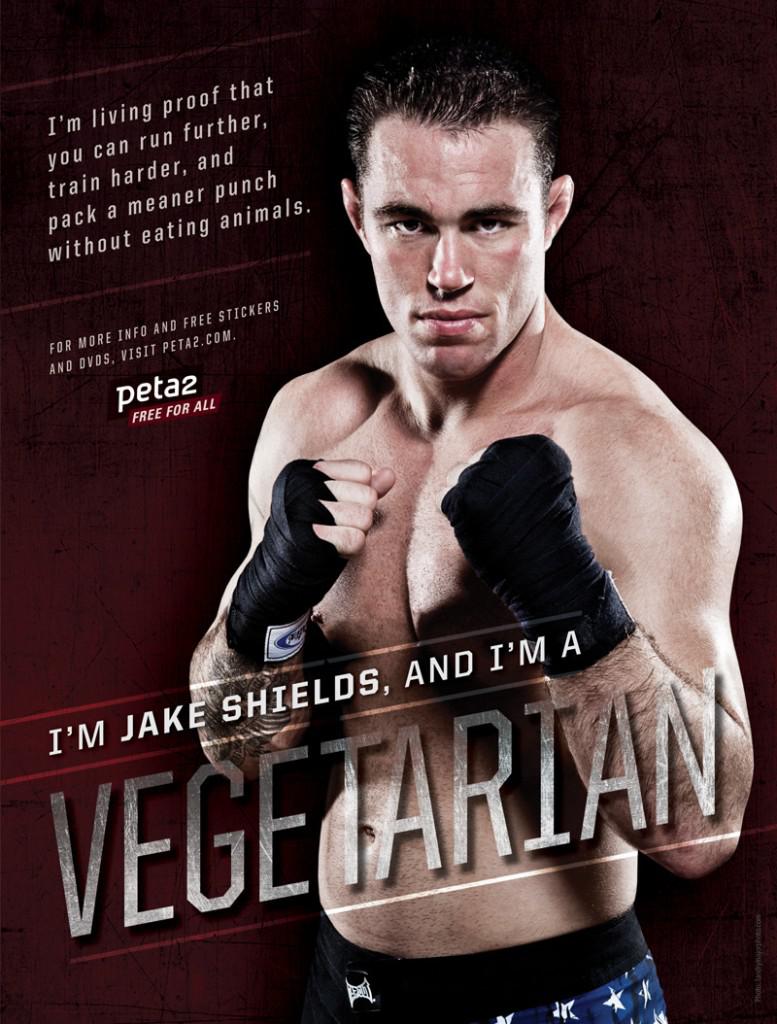 I'm living proof that
you can run further,
train harder, and
pack a meaner punch
without eating animals.
FOR MORE INFO AND FREE STICKERS
AND DVDS, VISIT PETA2.COM.
peta2
FREE FOR ALL
I'M JAKE SHIELDS, AND I'M A
VEGETARIAN
TAPOUT